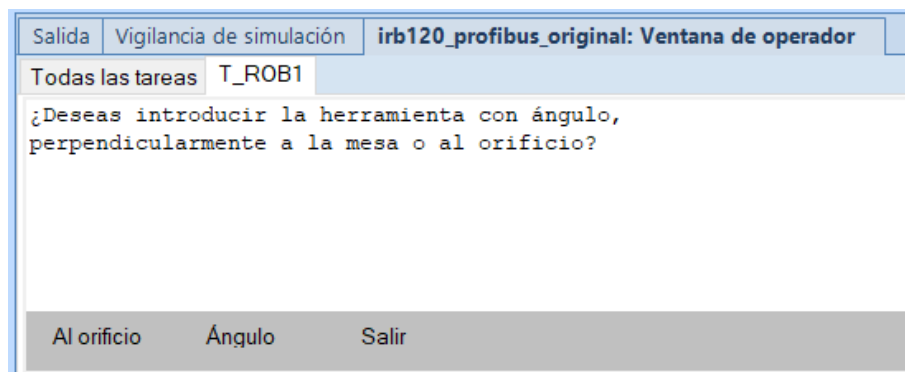 Salida Vigilancia de simulación irb120_profibus_original: Ventana de operador
Todas las tareas T_ROB1
¿Deseas introducir la herramienta con ángulo,
perpendicularmente a la mesa o al orificio?
Al orificio Ángulo Salir